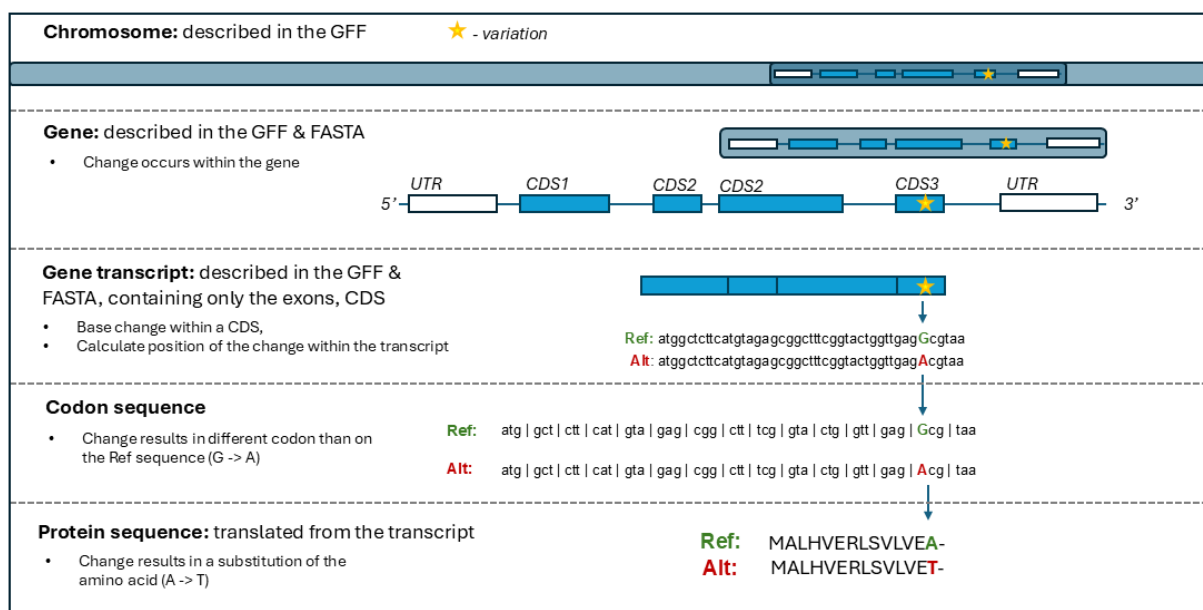 Chromosome: described in the GFF
- variation
Gene: described in the GFF & FASTA
• Change occurs within the gene
UTR CDS1 CDS2 CDS2 CDS3 UTR
5’ 3’
Gene transcript: described in the GFF &
FASTA, containing only the exons, CDS
• Base change within a CDS,
• Calculate position of the change within the transcript
Ref: atggctcttcatgtagagcggctttcggtactggttgagGcgtaa
Alt: atggctcttcatgtagagcggctttcggtactggttgagAcgtaa
Codon sequence
• Change results in different codon than on
the Ref sequence (G -> A)
Ref: atg | gct | ctt | cat | gta | gag | cgg | ctt | tcg | gta | ctg | gtt | gag | Gcg | taa
Alt: atg | gct | ctt | cat | gta | gag | cgg | ctt | tcg | gta | ctg | gtt | gag | Acg | taa
Protein sequence: translated from the transcript
• Change results in a substitution of the
amino acid (A -> T)
Ref: MALHVERLSVLVEA-
Alt: MALHVERLSVLVET-